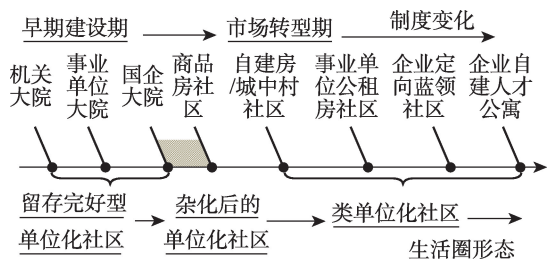 早期建设期
市场转型期
制度变化
机关
大院
事业
单位
大院
国企
大院
商品
房社
区
自建房
/城中村
社区
事业单
位公租
房社区
企业定
向蓝领
社区
企业自
建人才
公寓
留存完好型
单位化社区
杂化后的
单位化社区
类单位化社区
生活圈形态